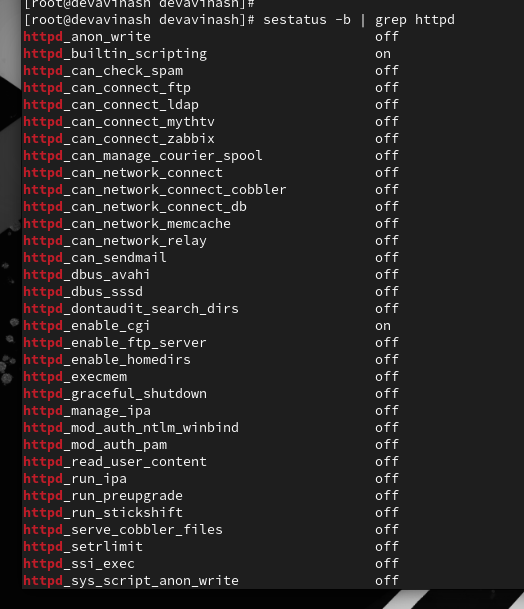 [root@devavinash devavinash]#
[root@devavinash devavinash]# sestatus -b | grep httpd
httpd_anon_write off
httpd_builtin_scripting on
httpd_can_check_spam off
httpd_can_connect_ftp off
httpd_can_connect_ldap off
httpd_can_connect_mythtv off
httpd_can_connect_zabbix off
httpd_can_manage_courier_spool off
httpd_can_network_connect off
httpd_can_network_connect_cobbler off
httpd_can_network_connect_db off
httpd_can_network_memcache off
httpd_can_network_relay off
httpd_can_sendmail off
httpd_dbus_avahi off
httpd_dbus_sssd off
httpd_dontaudit_search_dirs off
httpd_enable_cgi on
httpd_enable_ftp_server off
httpd_enable_homedirs off
httpd_execmem off
httpd_graceful_shutdown off
httpd_manage_ipa off
httpd_mod_auth_ntlm_winbind off
httpd_mod_auth_pam off
httpd_read_user_content off
httpd_run_ipa off
httpd_run_preupgrade off
httpd_run_stickshift off
httpd_serve_cobbler_files off
httpd_setrlimit off
httpd_ssi_exec off
httpd_sys_script_anon_write off